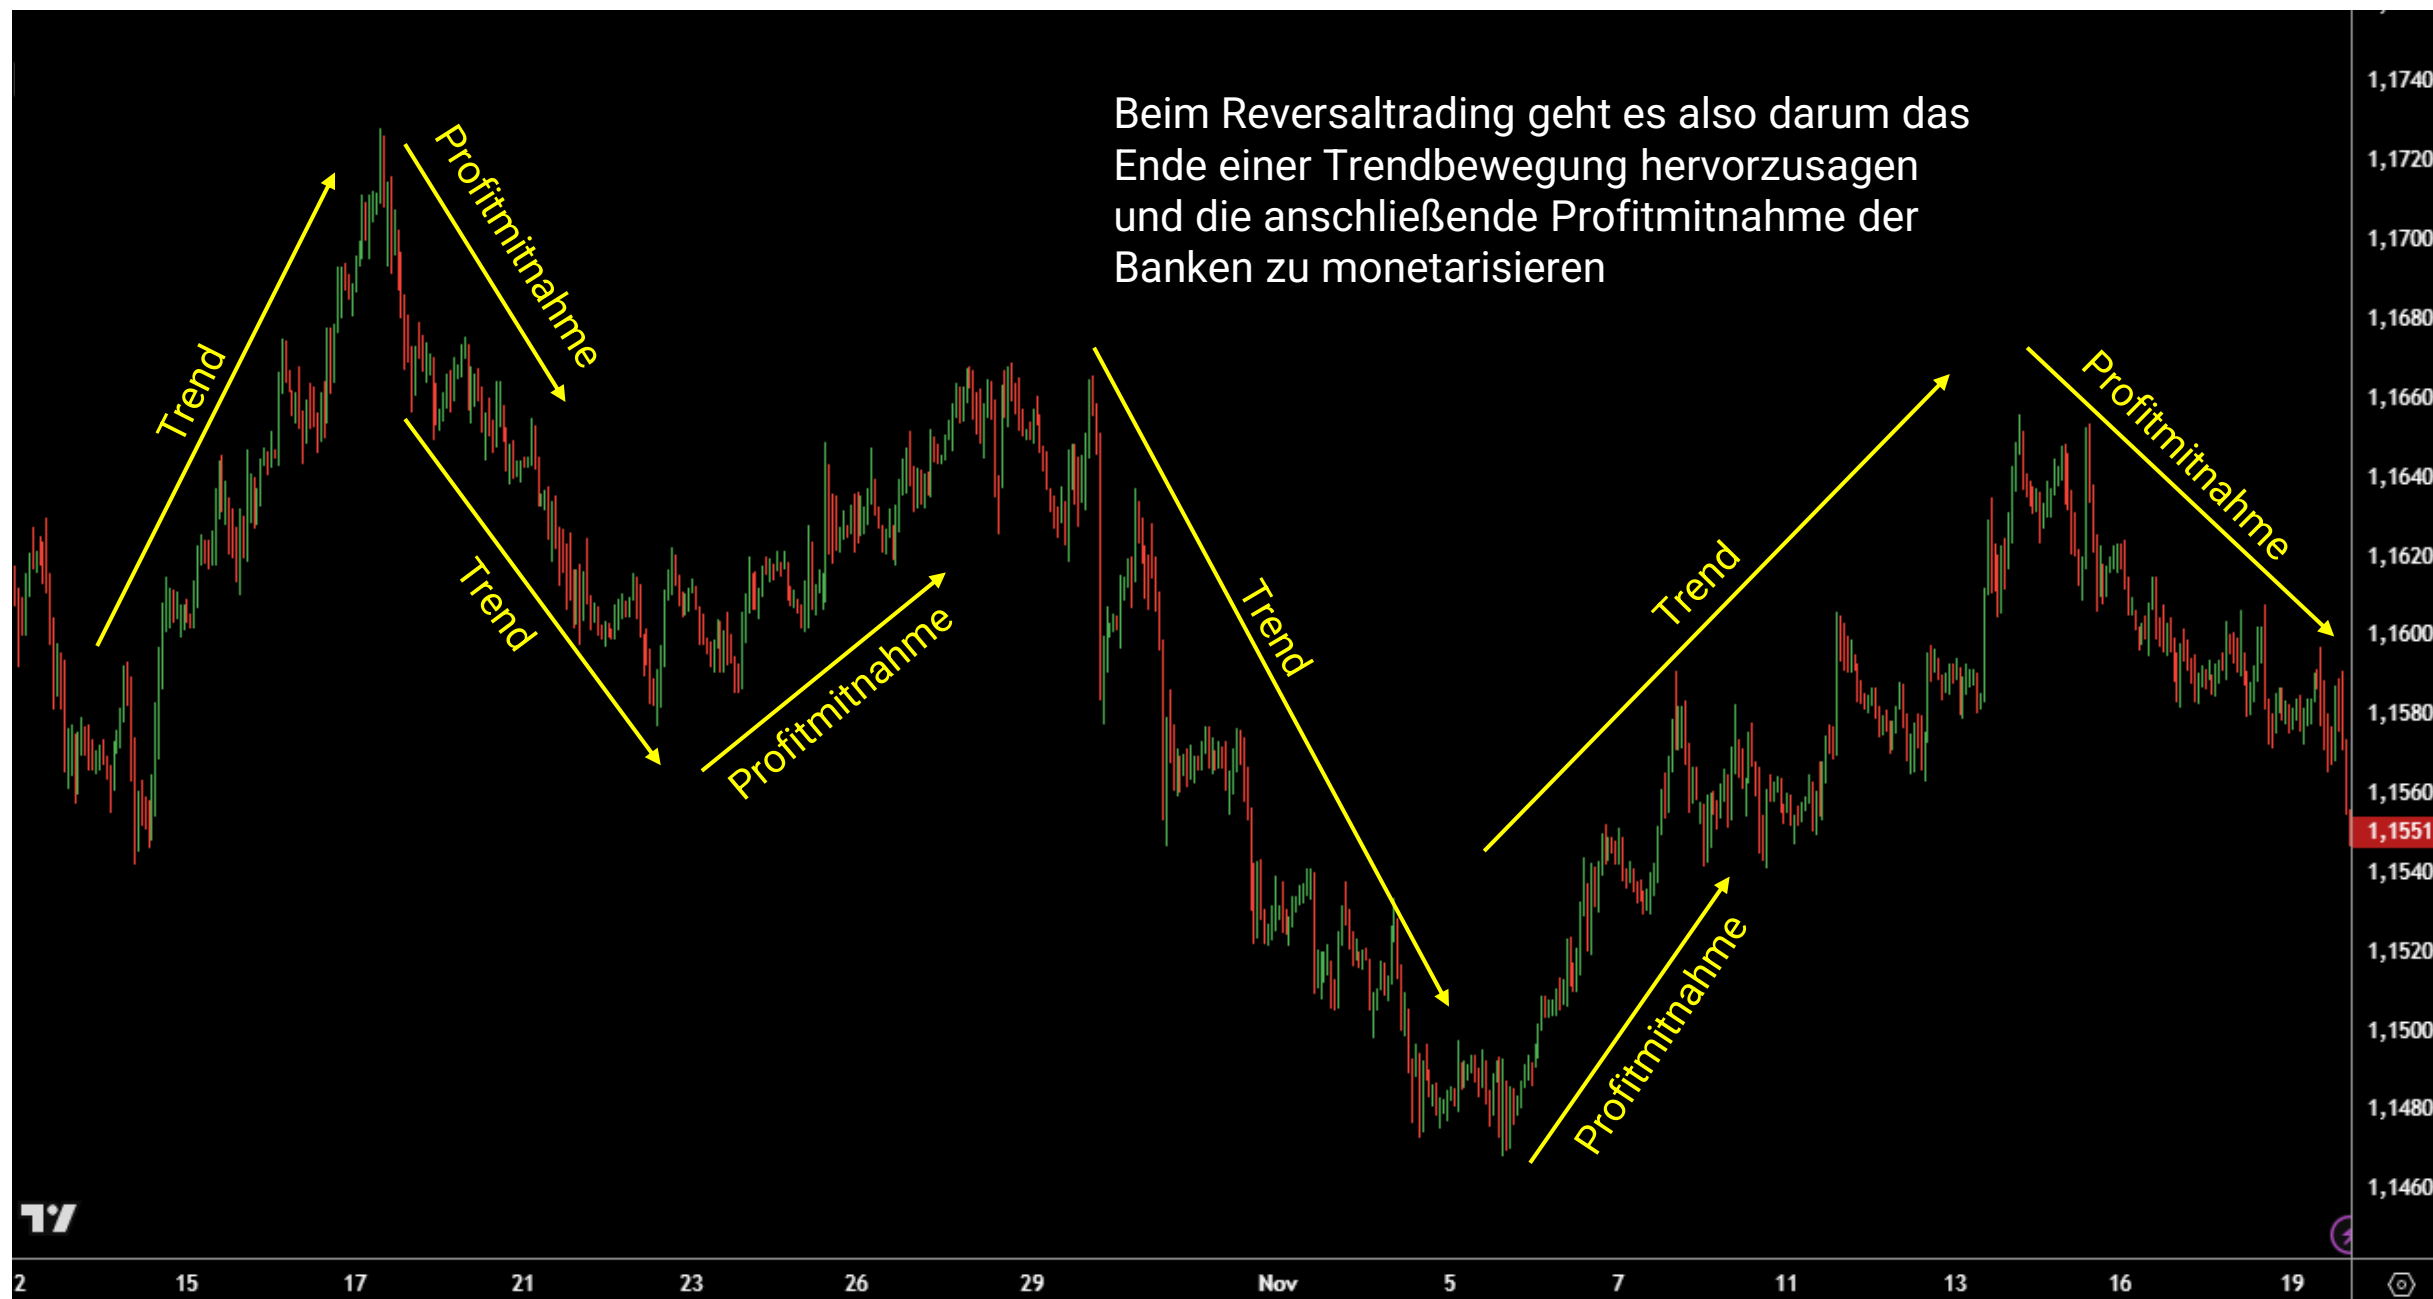 Beim Reversaltrading geht es also darum das
Ende einer Trendbewegung hervorzusagen
und die anschließende Profitmitnahme der
Banken zu monetarisieren
Trend
Profitmitnahme
Trend
Profitmitnahme
Trend
Trend
Profitmitnahme
Profitmitnahme
1,1740
1,1720
1,1700
1,1680
1,1660
1,1640
1,1620
1,1600
1,1580
1,1560
1,1551
1,1540
1,1520
1,1500
1,1480
1,1460
2 15 17 21 23 26 29 Nov 5 7 11 13 16 19